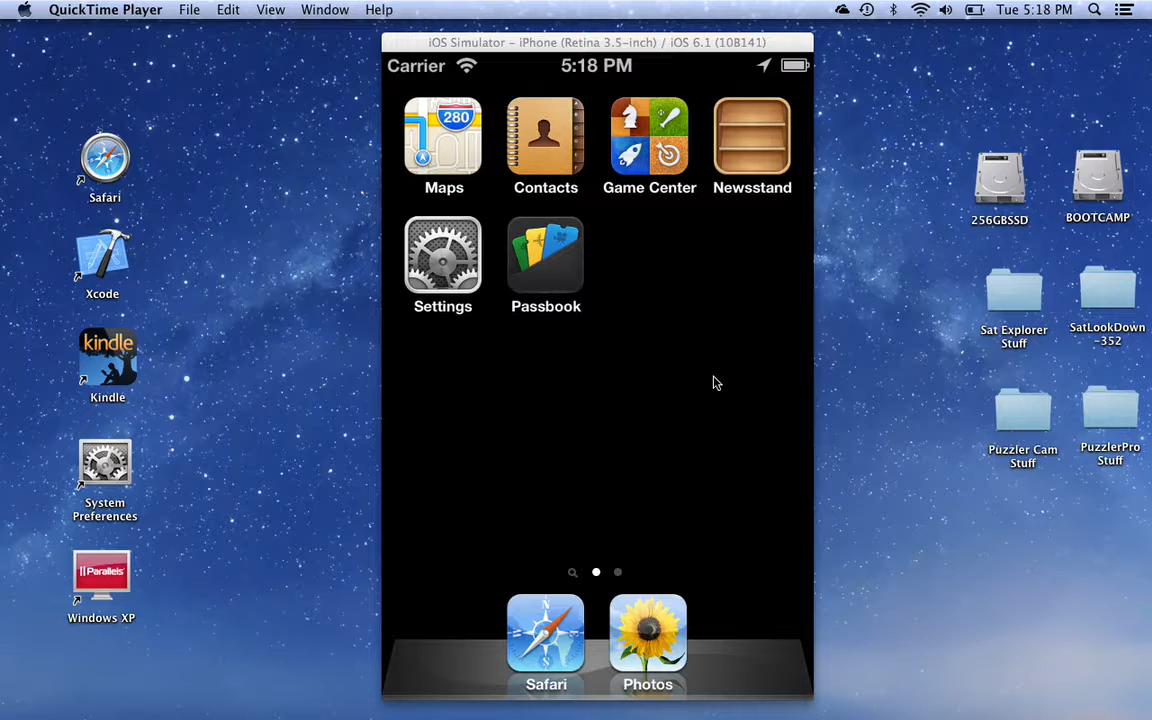 QuickTime Player File Edit View Window Help Tue 5:18 PM
iOS Simulator – iPhone (Retina 3.5-inch) / iOS 6.1 (10B141)
Carrier 5:18 PM
280
Maps Contacts Game Center Newsstand
Settings Passbook
N
S
Safari Photos
Safari
Xcode
kindle
Kindle
System
Preferences
|| Parallels
Windows XP
256GBSSD BOOTCAMP
Sat Explorer
Stuff
SatLookDown
-352
Puzzler Cam
Stuff
PuzzlerPro
Stuff